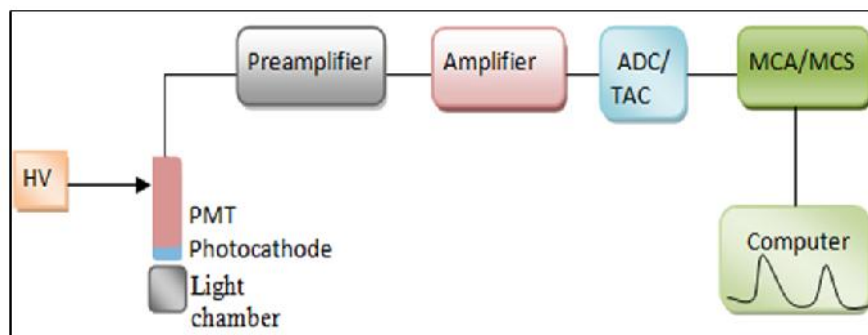 Preamplifier
Amplifier
ADC/
TAC
MCA/MCS
HV
PMT
Photocathode
Light
chamber
Computer